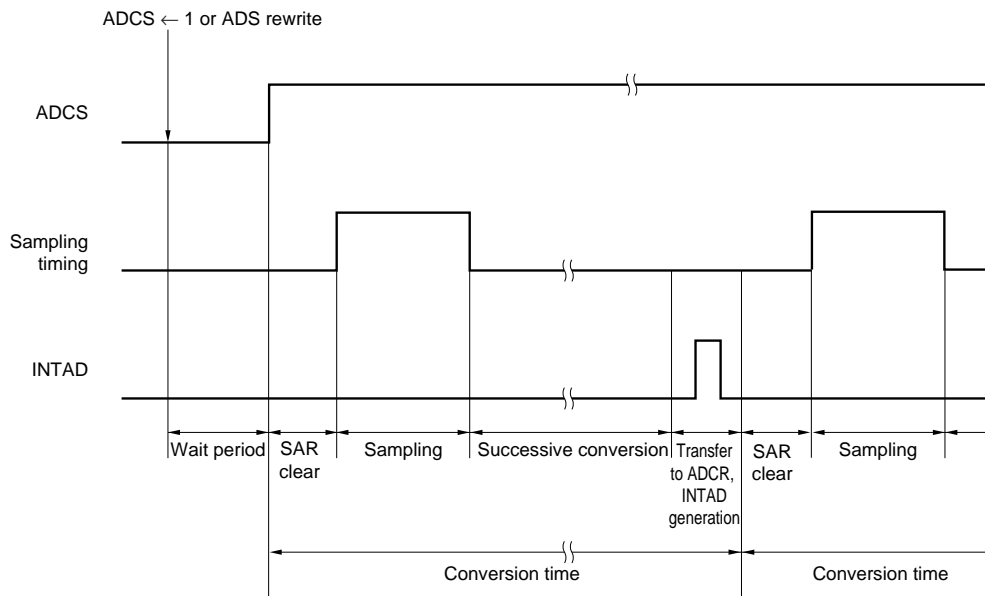 ADCS ← 1 or ADS rewrite
ADCS
Sampling
timing
INTAD
Wait period
SAR
clear
Sampling
Successive conversion
Transfer
to ADCR,
INTAD
generation
SAR
clear
Sampling
Conversion time
Conversion time